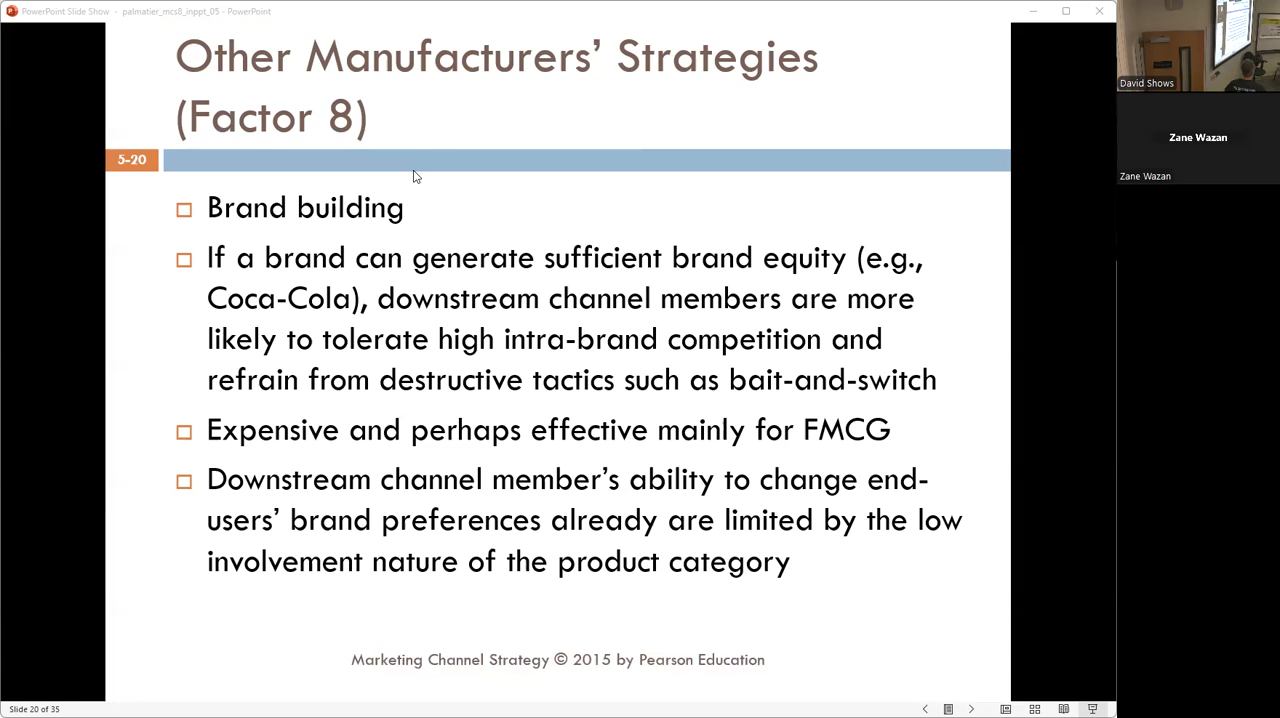 PowerPoint Slide Show - palmatier_mcs8_inppt_05 - PowerPoint
Other Manufacturers’ Strategies
(Factor 8)
5-20
Brand building
If a brand can generate sufficient brand equity (e.g.,
Coca-Cola), downstream channel members are more
likely to tolerate high intra-brand competition and
refrain from destructive tactics such as bait-and-switch
Expensive and perhaps effective mainly for FMCG
Downstream channel member’s ability to change end-
users’ brand preferences already are limited by the low
involvement nature of the product category
Marketing Channel Strategy © 2015 by Pearson Education
Slide 20 of 35
David Shows
Zane Wazan
Zane Wazan